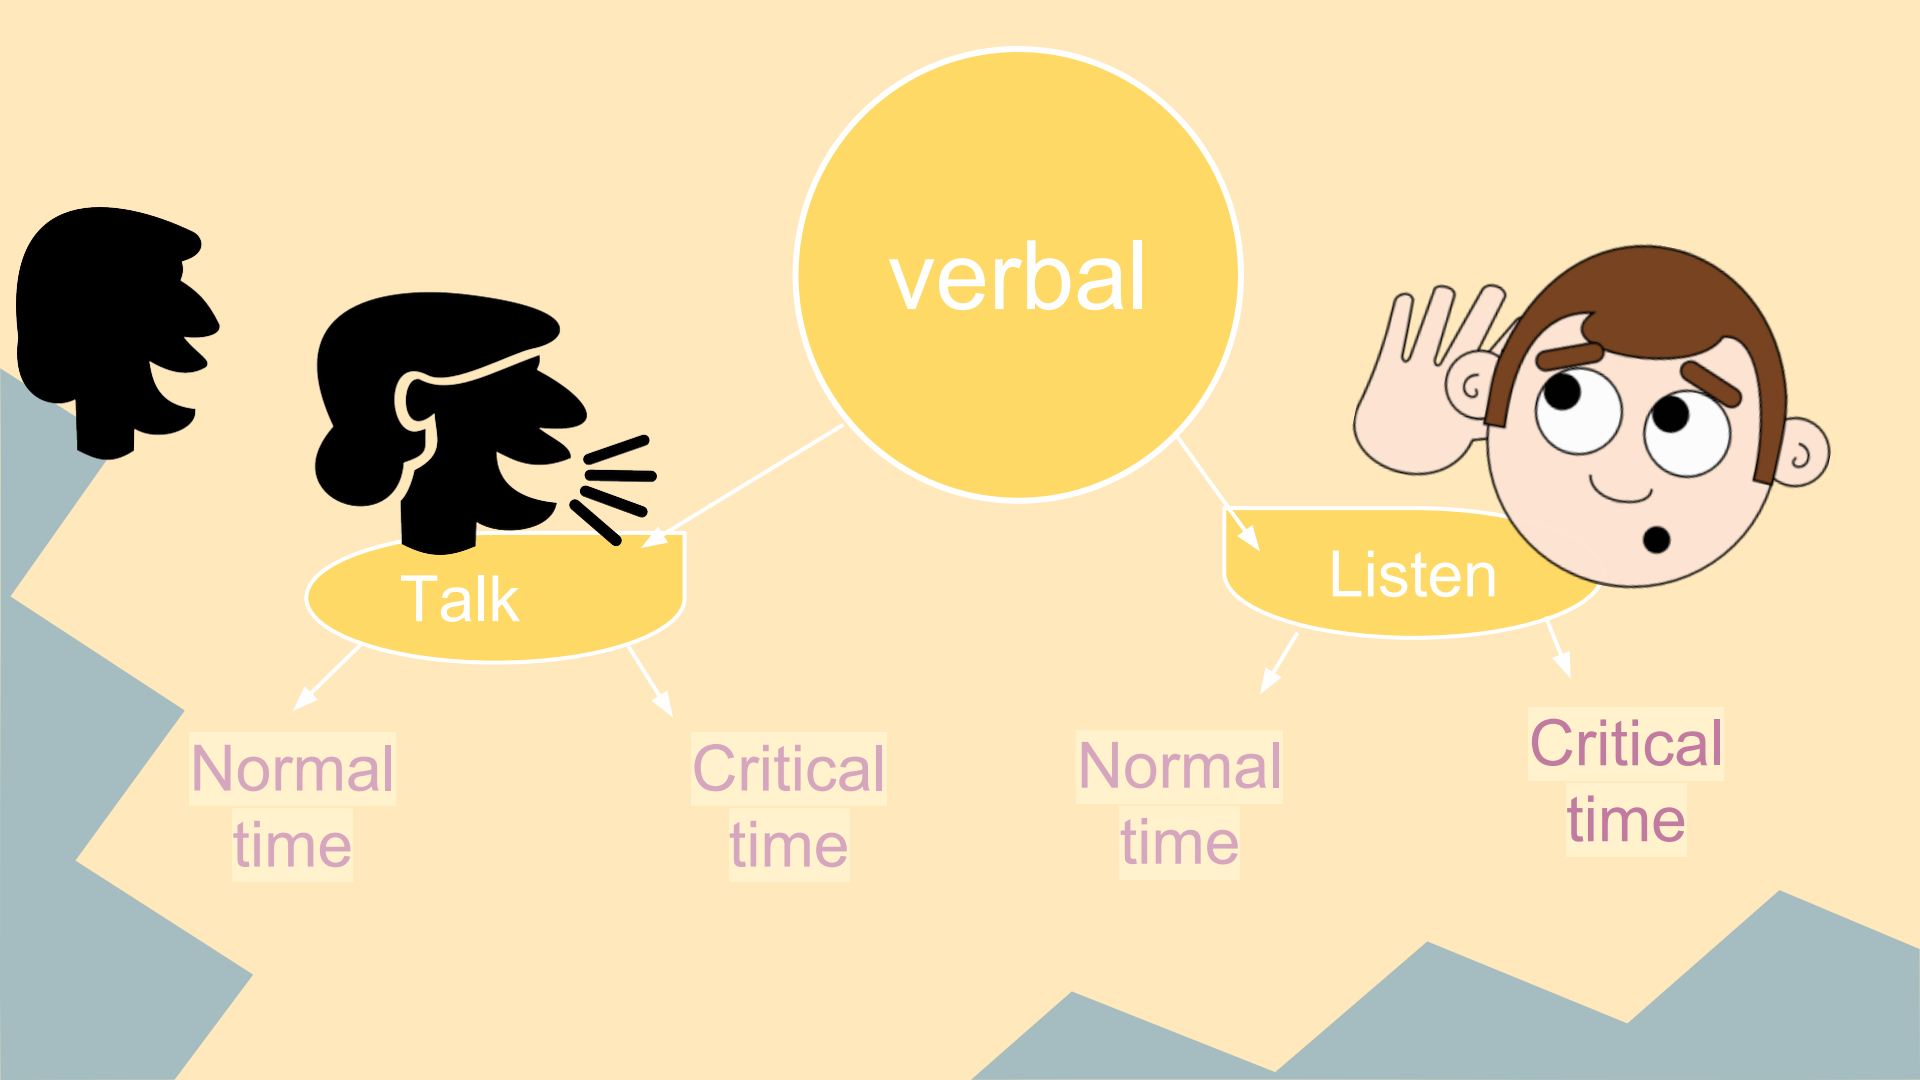 verbal
Talk
Listen
Normal
time
Critical
time
Normal
time
Critical
time